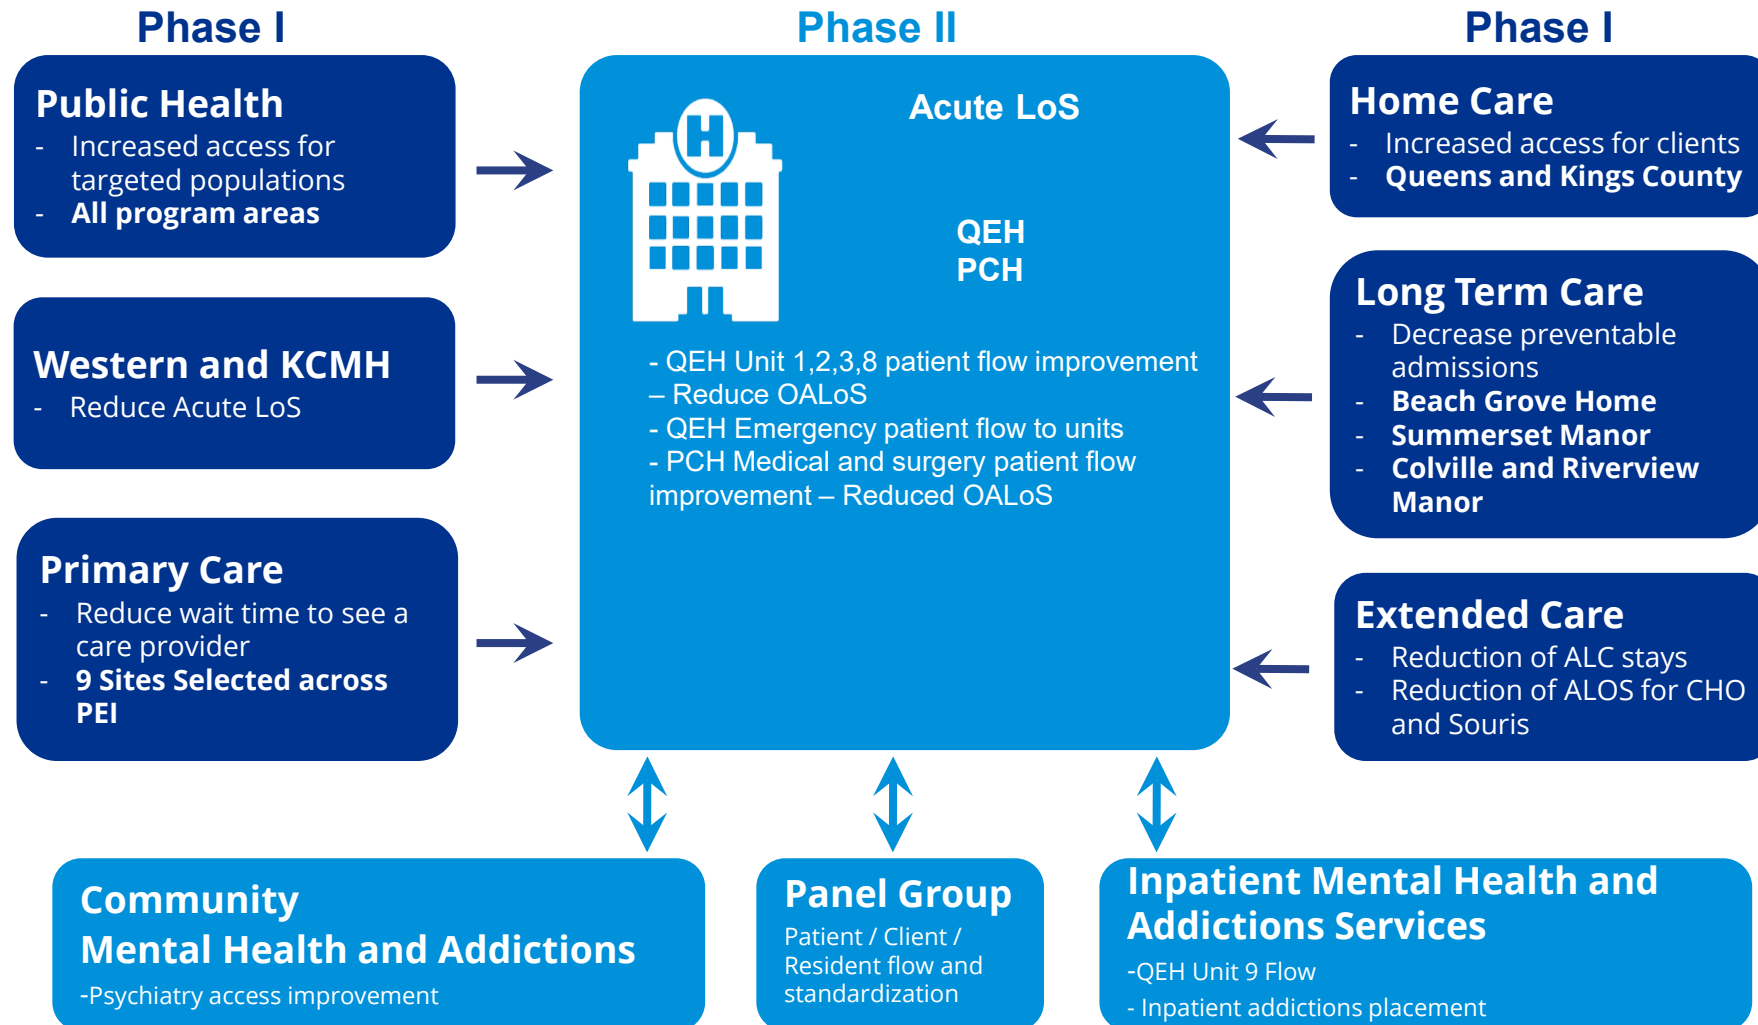 Phase I
Public Health
- Increased access for
targeted populations
- All program areas
Western and KCMH
- Reduce Acute LoS
Primary Care
- Reduce wait time to see a
care provider
- 9 Sites Selected across
PEI
Phase II
H
Acute LoS
QEH
PCH
- QEH Unit 1,2,3,8 patient flow improvement
– Reduce OALoS
- QEH Emergency patient flow to units
- PCH Medical and surgery patient flow
improvement – Reduced OALoS
Phase I
Home Care
- Increased access for clients
- Queens and Kings County
Long Term Care
- Decrease preventable
admissions
- Beach Grove Home
- Summerset Manor
- Colville and Riverview
Manor
Extended Care
- Reduction of ALC stays
- Reduction of ALOS for CHO
and Souris
Community
Mental Health and Addictions
-Psychiatry access improvement
Panel Group
Patient / Client /
Resident flow and
standardization
Inpatient Mental Health and
Addictions Services
-QEH Unit 9 Flow
- Inpatient addictions placement